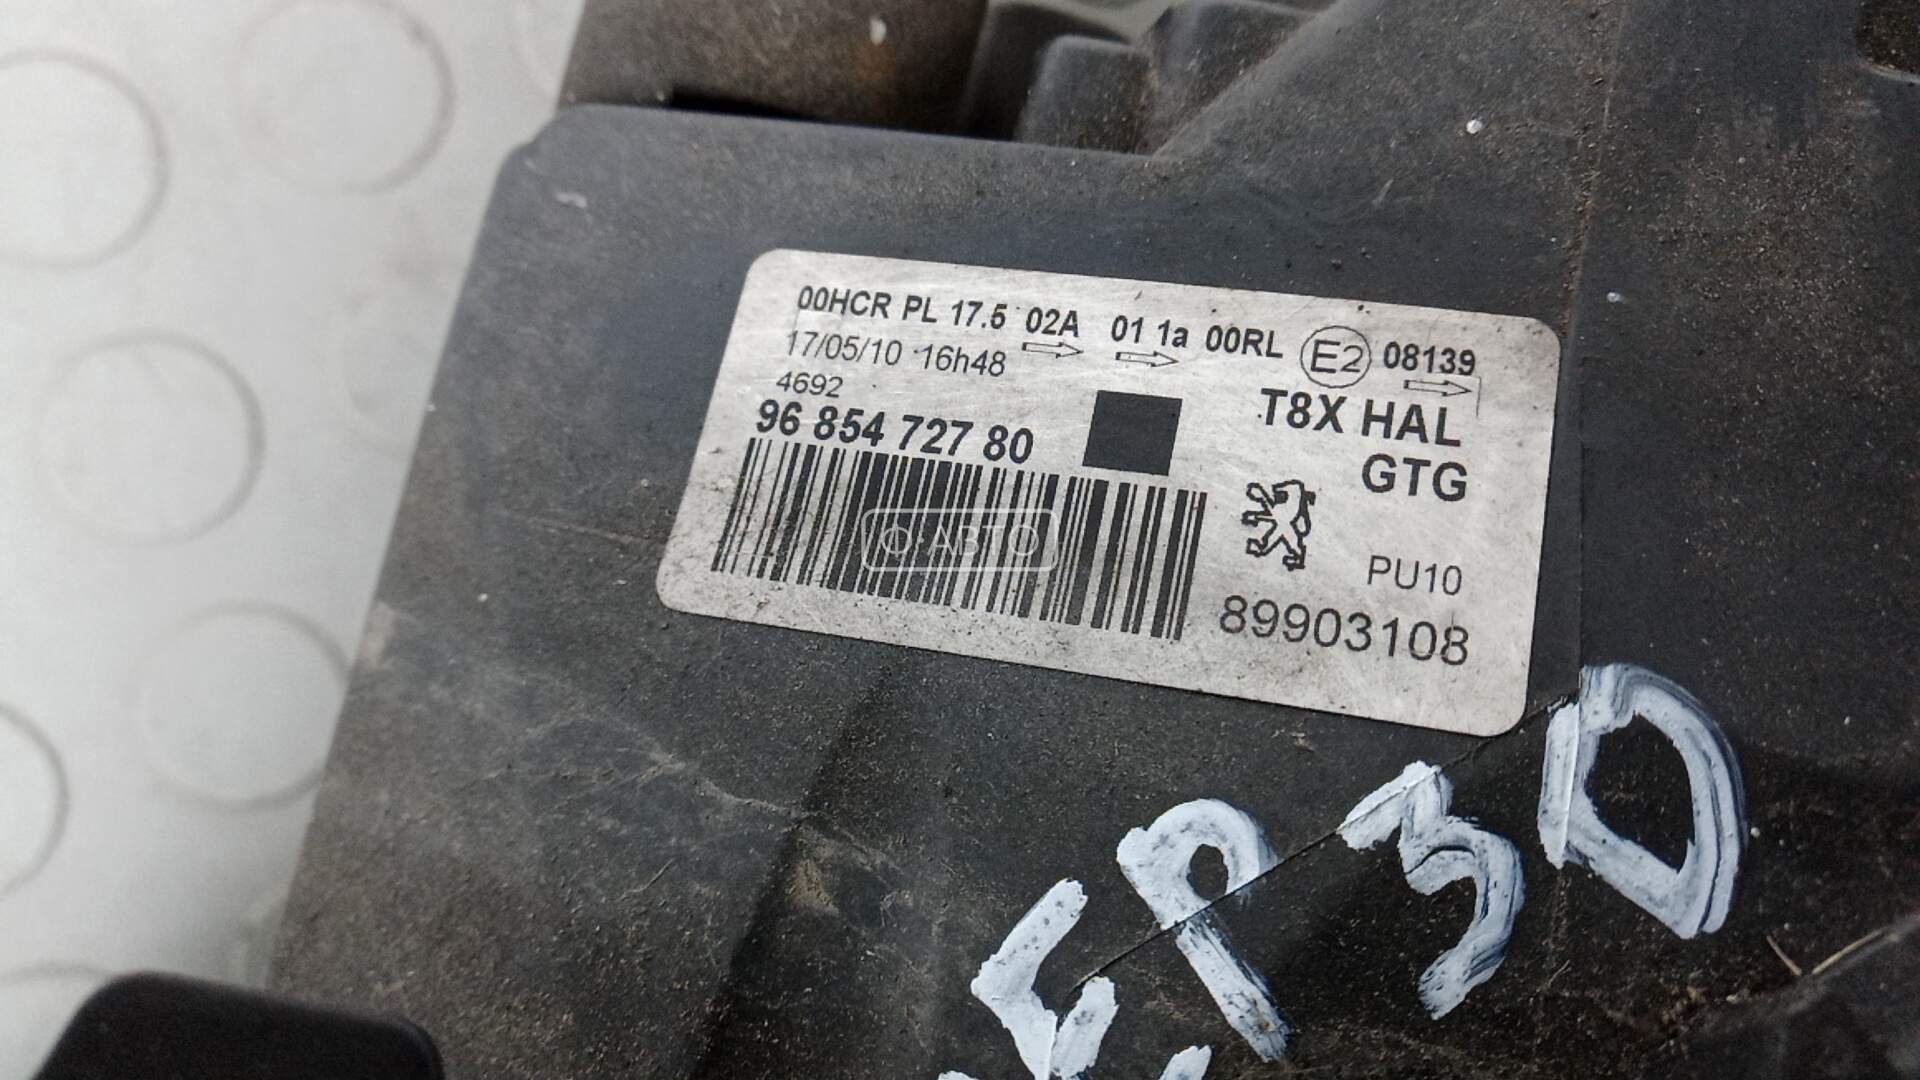 00HCR PL 17.5 02A 01 1a 00RL E2 08139
17/05/10 16h48
4692
96 854 727 80
T8X HAL
GTG
PU10
89903108
О·АВТО